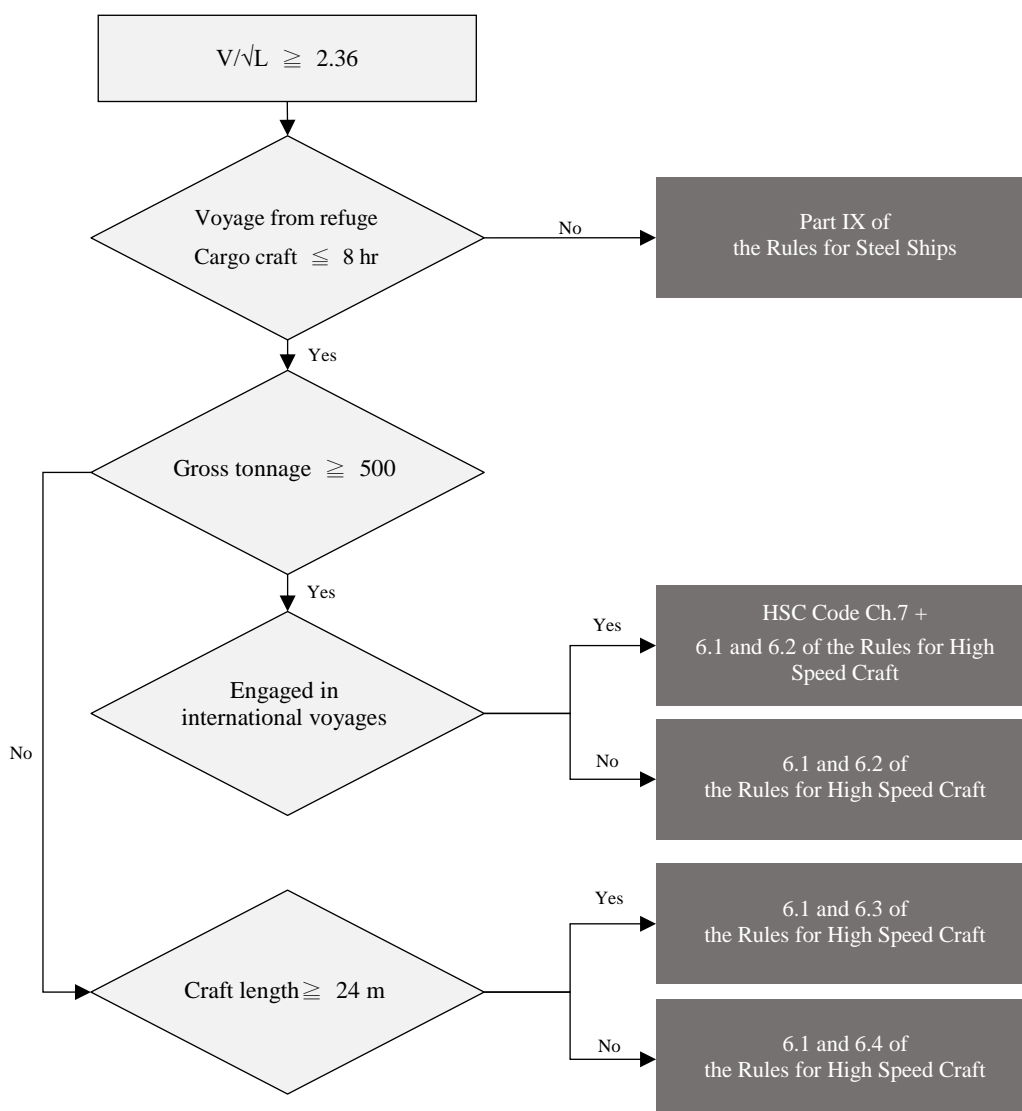 V/√L ≧ 2.36
Voyage from refuge
Cargo craft ≦ 8 hr
No
Part IX of
the Rules for Steel Ships
Yes
Gross tonnage ≧ 500
Yes
HSC Code Ch.7 +
6.1 and 6.2 of the Rules for High
Speed Craft
Yes
Engaged in
international voyages
No
No
6.1 and 6.2 of
the Rules for High Speed Craft
Yes
6.1 and 6.3 of
the Rules for High Speed Craft
Craft length≧ 24 m
No
6.1 and 6.4 of
the Rules for High Speed Craft